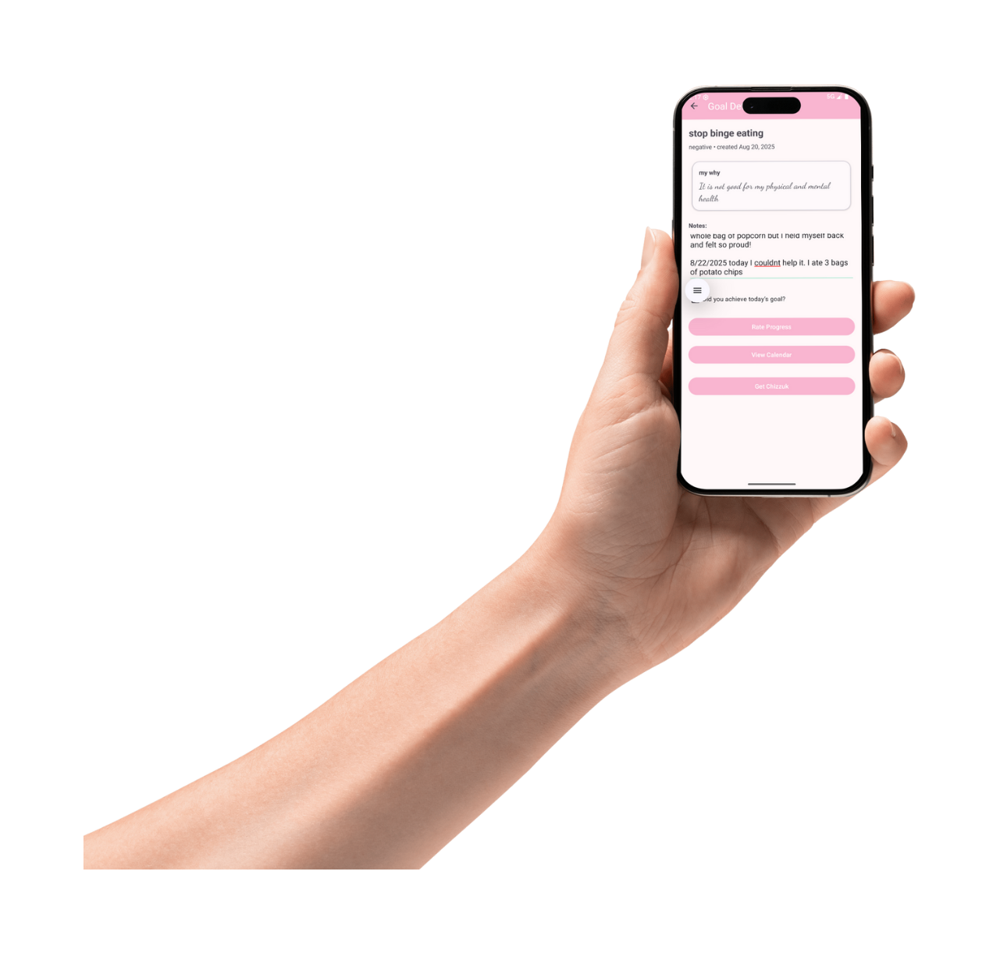 5G
Goal De
stop binge eating
negative • created Aug 20, 2025
my why
It is not good for my physical and mental
health
Notes:
whole bag of popcorn but I held myself back
and felt so proud!
8/22/2025 today I couldnt help it. I ate 3 bags
of potato chips
you achieve today's goal?
Rate Progress
View Calendar
Get Chizzuk